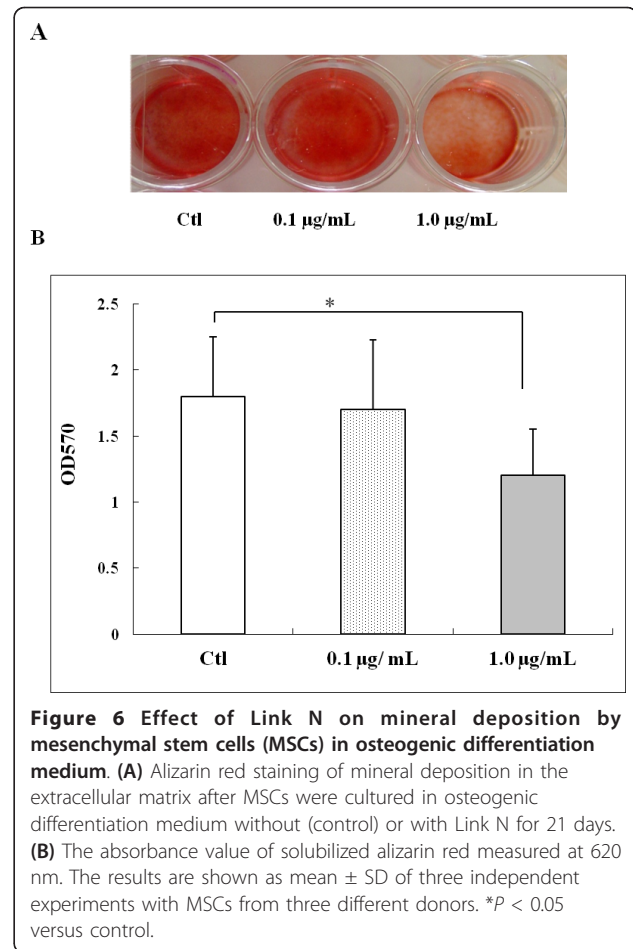 A
Ctl 0.1 µg/mL 1.0 µg/mL
B
2.5
*
2
1.5
OD570
1
0.5
0
Ctl 0.1 µg/ mL 1.0 µg/mL
Figure 6 Effect of Link N on mineral deposition by
mesenchymal stem cells (MSCs) in osteogenic differentiation
medium. (A) Alizarin red staining of mineral deposition in the
extracellular matrix after MSCs were cultured in osteogenic
differentiation medium without (control) or with Link N for 21 days.
(B) The absorbance value of solubilized alizarin red measured at 620
nm. The results are shown as mean ± SD of three independent
experiments with MSCs from three different donors. *P < 0.05
versus control.